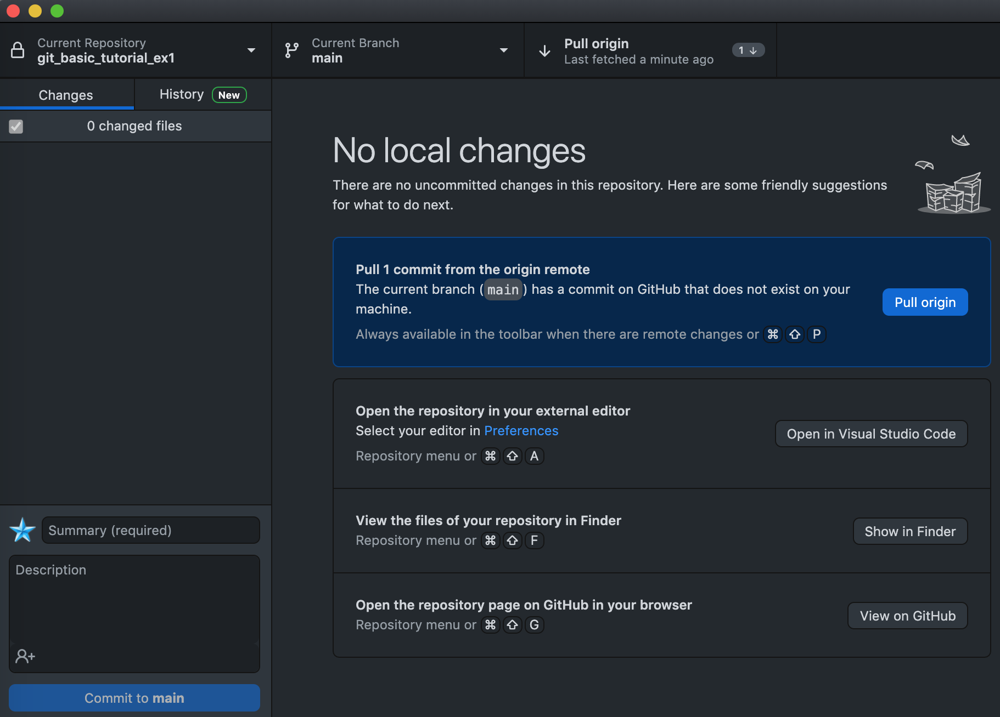 Current Repository
git_basic_tutorial_ex1
Current Branch
main
Pull origin
Last fetched a minute ago
1 ↓
Changes
History New
0 changed files
No local changes
There are no uncommitted changes in this repository. Here are some friendly suggestions
for what to do next.
Pull 1 commit from the origin remote
The current branch (main) has a commit on GitHub that does not exist on your
machine.
Always available in the toolbar when there are remote changes or ⌘ ⇧ P
Pull origin
Open the repository in your external editor
Select your editor in Preferences
Repository menu or ⌘ ⇧ A
Open in Visual Studio Code
View the files of your repository in Finder
Repository menu or ⌘ ⇧ F
Show in Finder
Open the repository page on GitHub in your browser
Repository menu or ⌘ ⇧ G
View on GitHub
Summary (required)
Description
Commit to main